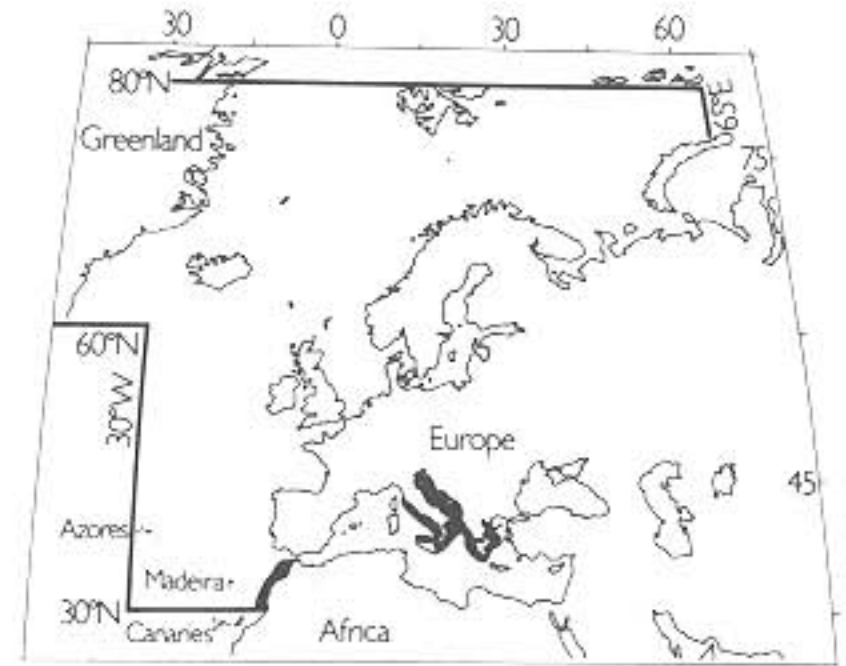 30 0 30 60
80°N
65°E
Greenland
75
60°N
30°W
Europe
45
Azores
Madeira
30°N
Canaries
Africa